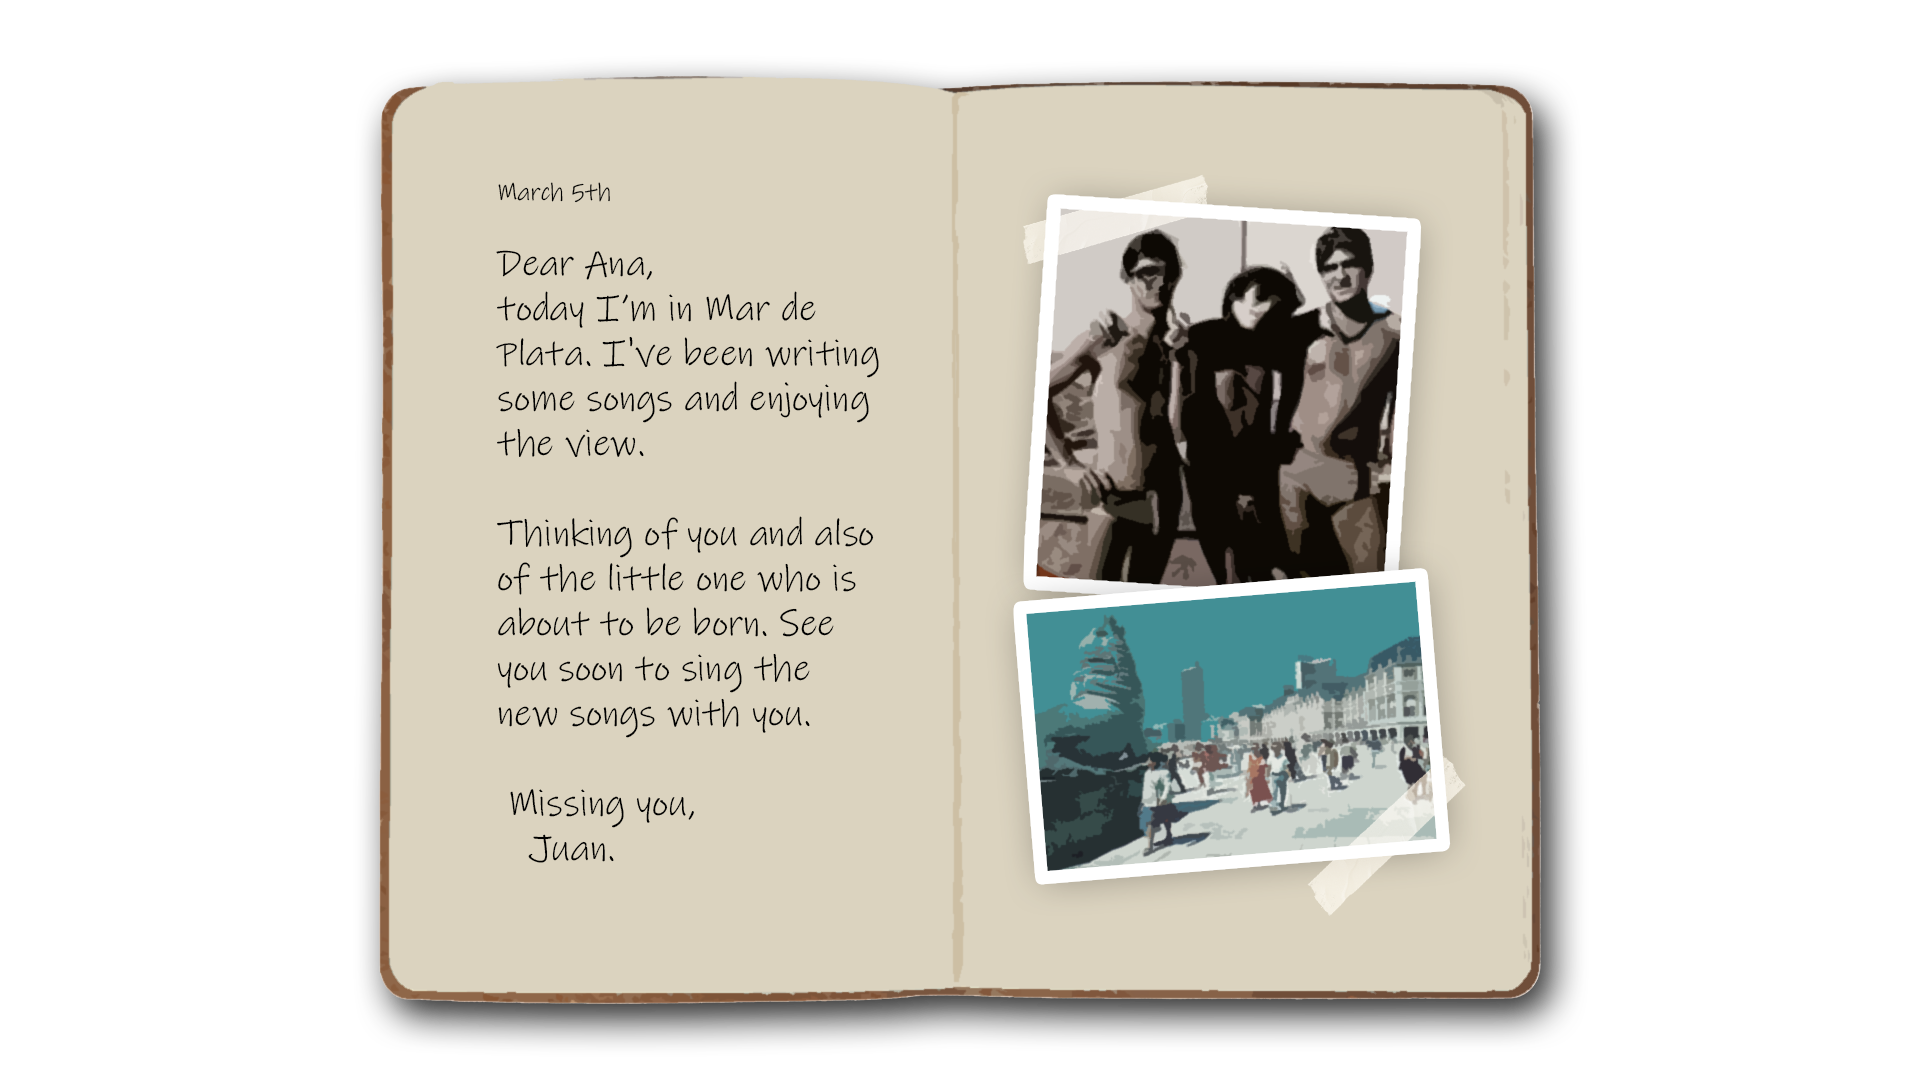 March 5th
Dear Ana,
today I'm in Mar de
Plata. I've been writing
some songs and enjoying
the view.
Thinking of you and also
of the little one who is
about to be born. See
you soon to sing the
new songs with you.
Missing you,
Juan.